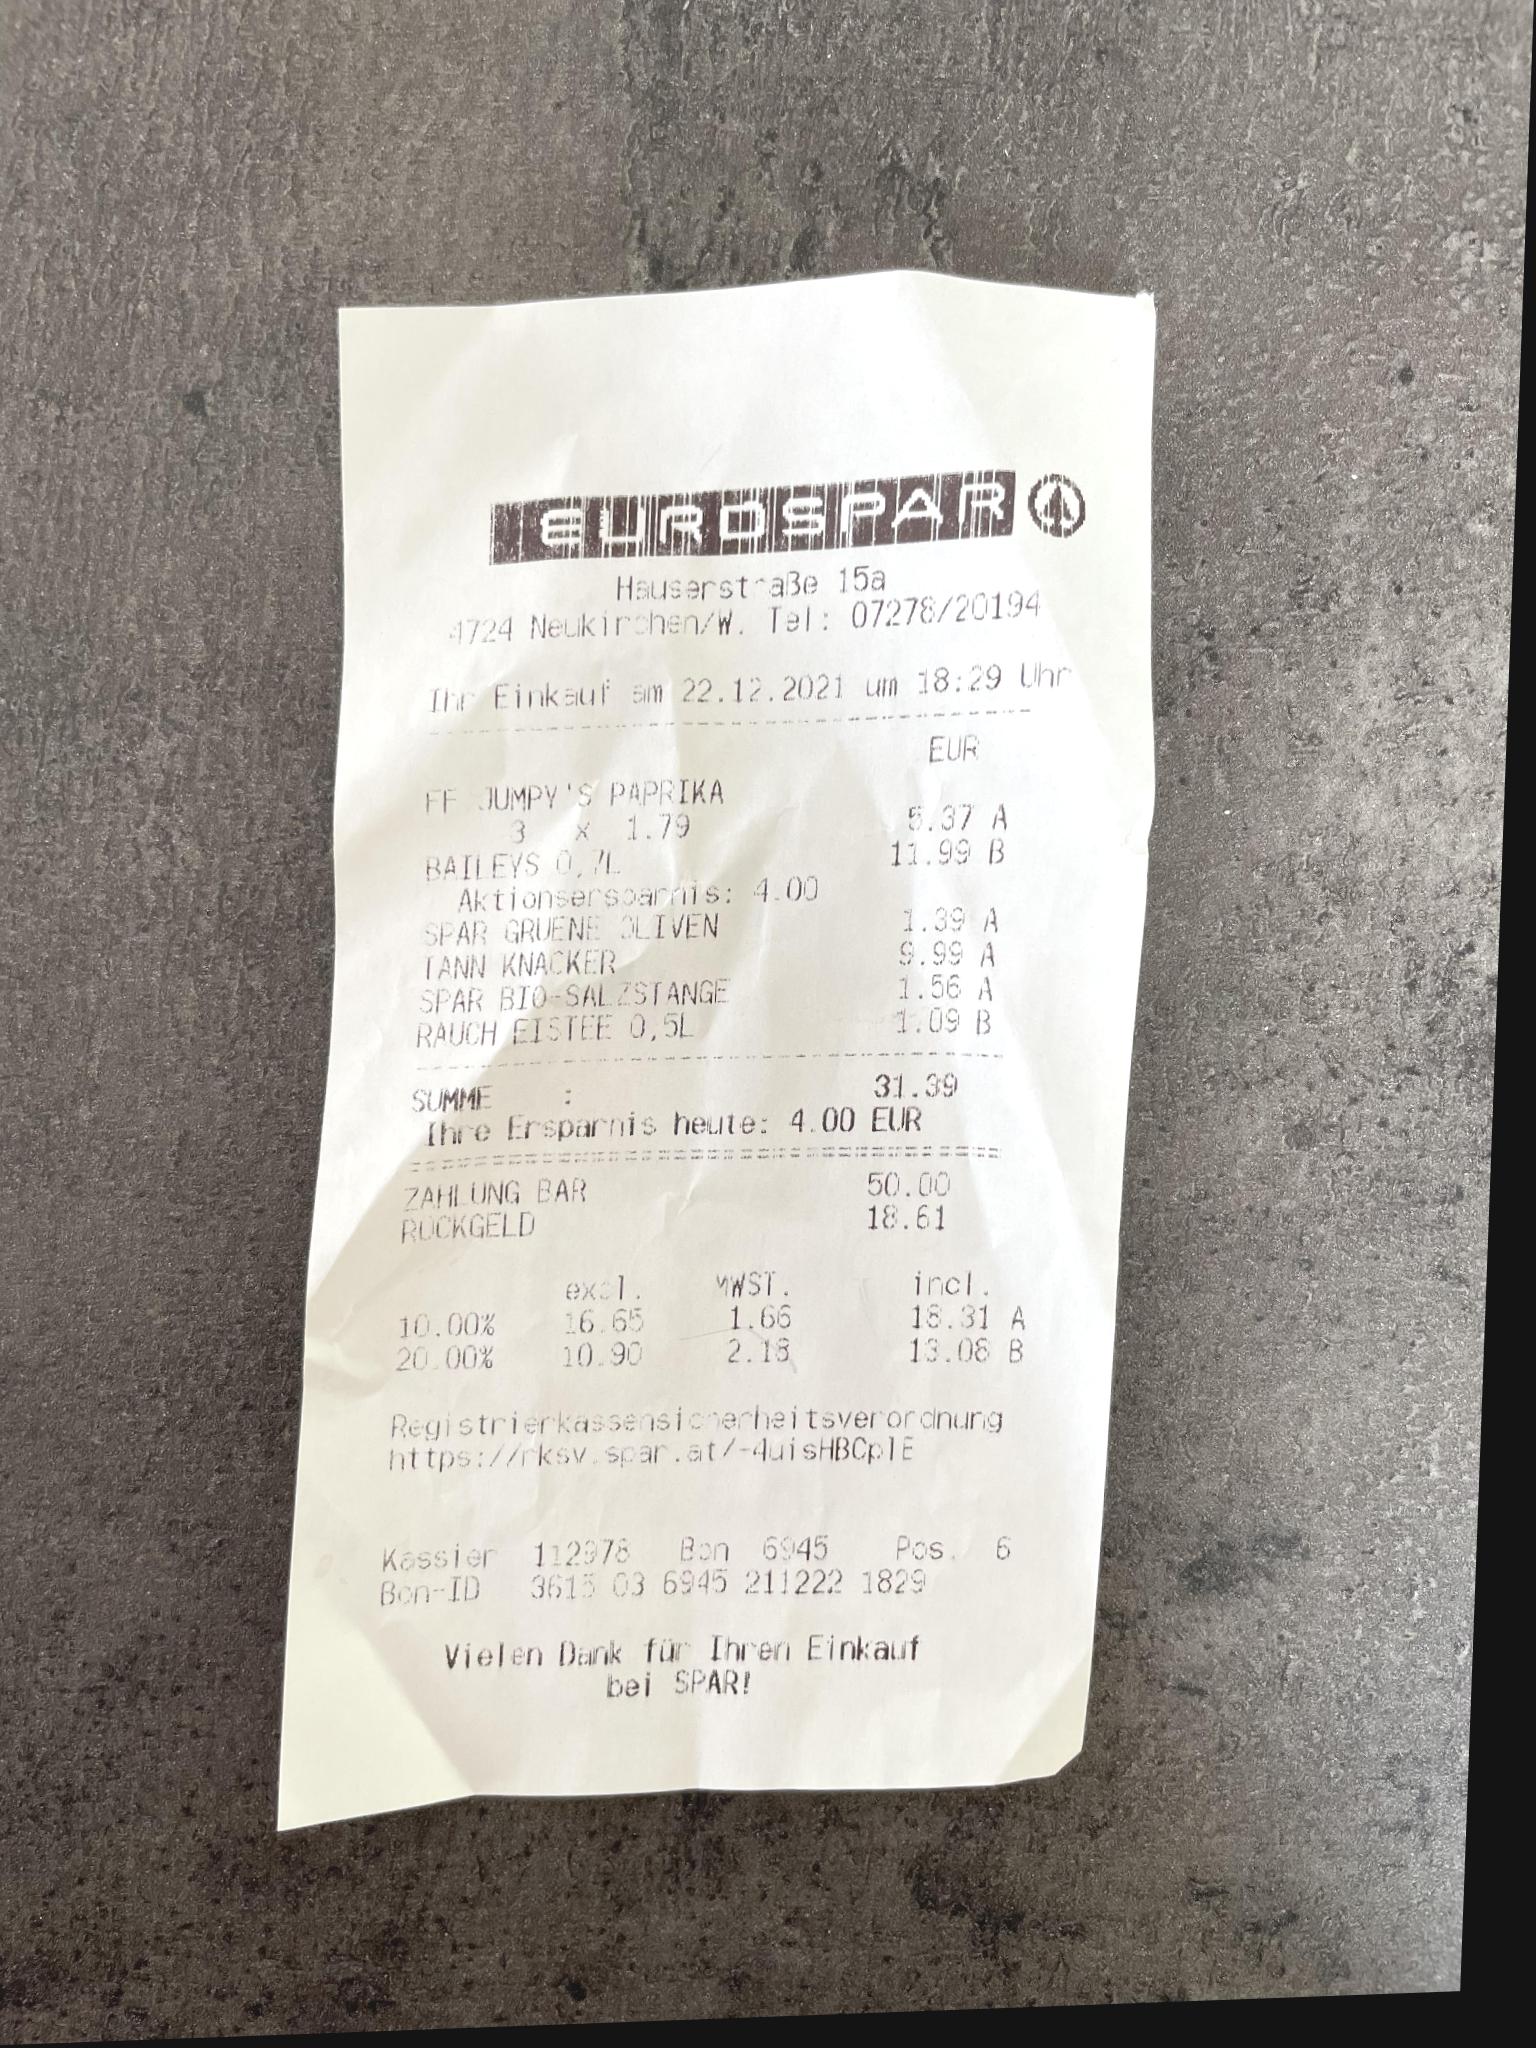 EUROSPAR
Hauserstraße 15a
4724 Neukirchen/W. Tel: 07278/20194
Ihr Einkauf am 22.12.2021 um 18:29 Uhr
EUR
FF JUMPY'S PAPRIKA
3 x 1.79 5.37 A
BAILEYS 0,7L 11.99 B
Aktionsersparnis: 4.00
SPAR GRUENE OLIVEN 1.39 A
TANN KNACKER 9.99 A
SPAR BIO-SALZSTANGE 1.56 A
RAUCH EISTEE 0,5L 1.09 B
SUMME : 31.39
Ihre Ersparnis heute: 4.00 EUR
ZAHLUNG BAR 50.00
RÜCKGELD 18.61
excl. MWST. incl.
10.00% 16.65 1.66 18.31 A
20.00% 10.90 2.18 13.08 B
Registrierkassensicherheitsverordnung
https://rksv.spar.at/-4uisHBCplE
Kassier 112978 Bon 6945 Pos. 6
Bon-ID 3615 03 6945 211222 1829
Vielen Dank für Ihren Einkauf
bei SPAR!